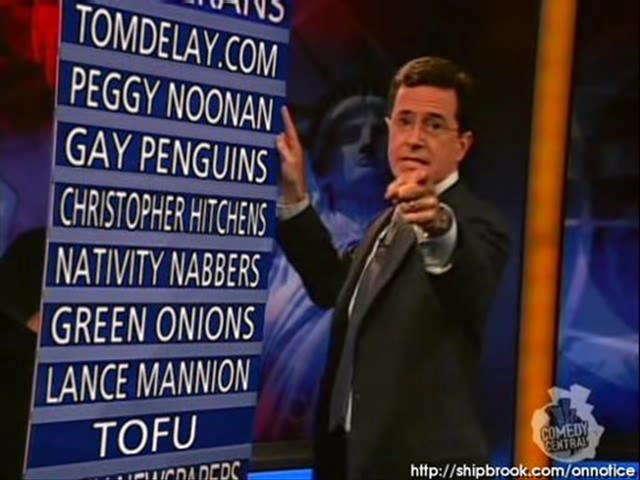 TOMDELAY.COM
PEGGY NOONAN
GAY PENGUINS
CHRISTOPHER HITCHENS
NATIVITY NABBERS
GREEN ONIONS
LANCE MANNION
TOFU
NEWSPAPERS
COMEDY
CENTRAL
http://shipbrook.com/onnotice